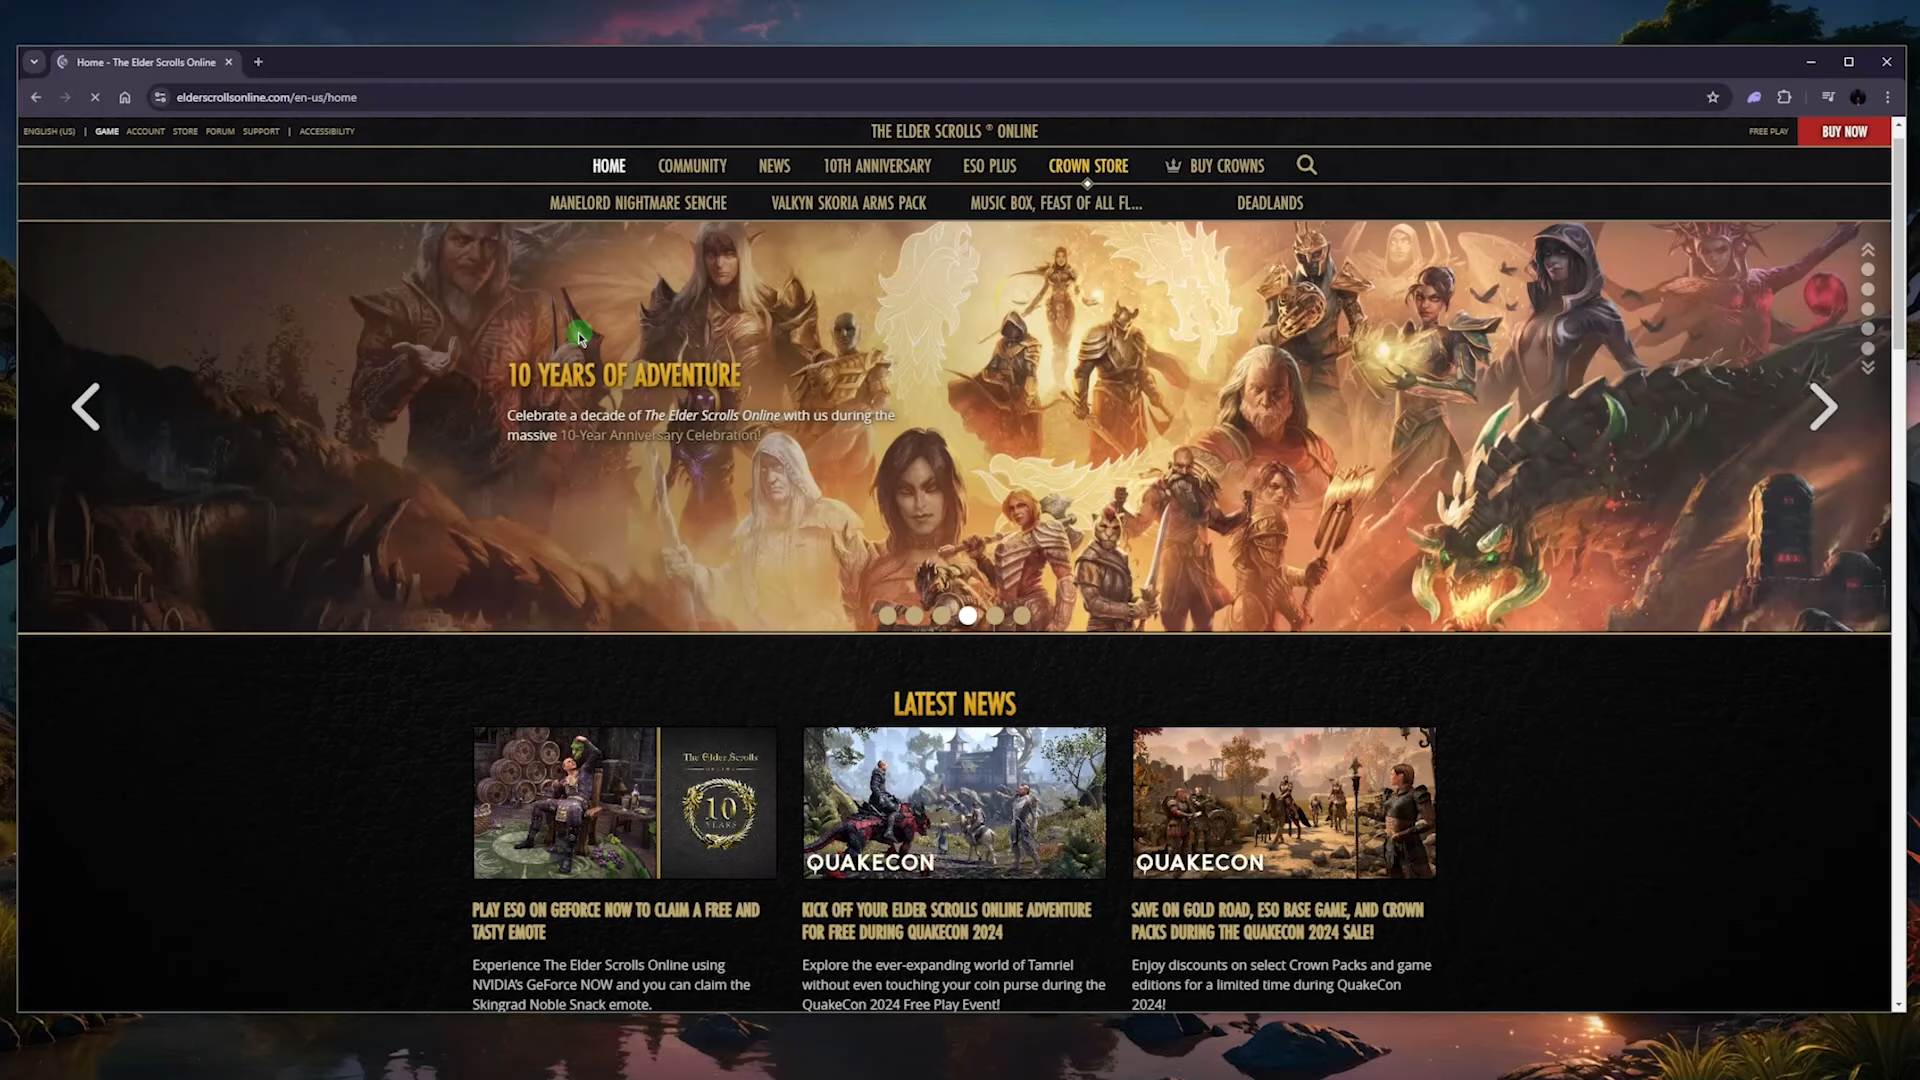 Home - The Elder Scrolls Online
elderscrollsonline.com/en-us/home
ENGLISH (US) | GAME ACCOUNT STORE FORUM SUPPORT | ACCESSIBILITY
THE ELDER SCROLLS ® ONLINE
FREE PLAY
BUY NOW
HOME COMMUNITY NEWS 10TH ANNIVERSARY ESO PLUS CROWN STORE BUY CROWNS
MANELORD NIGHTMARE SENCHE VALKYN SKORIA ARMS PACK MUSIC BOX, FEAST OF ALL FL... DEADLANDS
10 YEARS OF ADVENTURE
Celebrate a decade of The Elder Scrolls Online with us during the
massive 10-Year Anniversary Celebration!
LATEST NEWS
The Elder Scrolls
ONLINE
10
YEARS
QUAKECON
QUAKECON
PLAY ESO ON GEFORCE NOW TO CLAIM A FREE AND
TASTY EMOTE
Experience The Elder Scrolls Online using
NVIDIA's GeForce NOW and you can claim the
Skingrad Noble Snack emote.
KICK OFF YOUR ELDER SCROLLS ONLINE ADVENTURE
FOR FREE DURING QUAKECON 2024
Explore the ever-expanding world of Tamriel
without even touching your coin purse during the
QuakeCon 2024 Free Play Event!
SAVE ON GOLD ROAD, ESO BASE GAME, AND CROWN
PACKS DURING THE QUAKECON 2024 SALE!
Enjoy discounts on select Crown Packs and game
editions for a limited time during QuakeCon
2024!